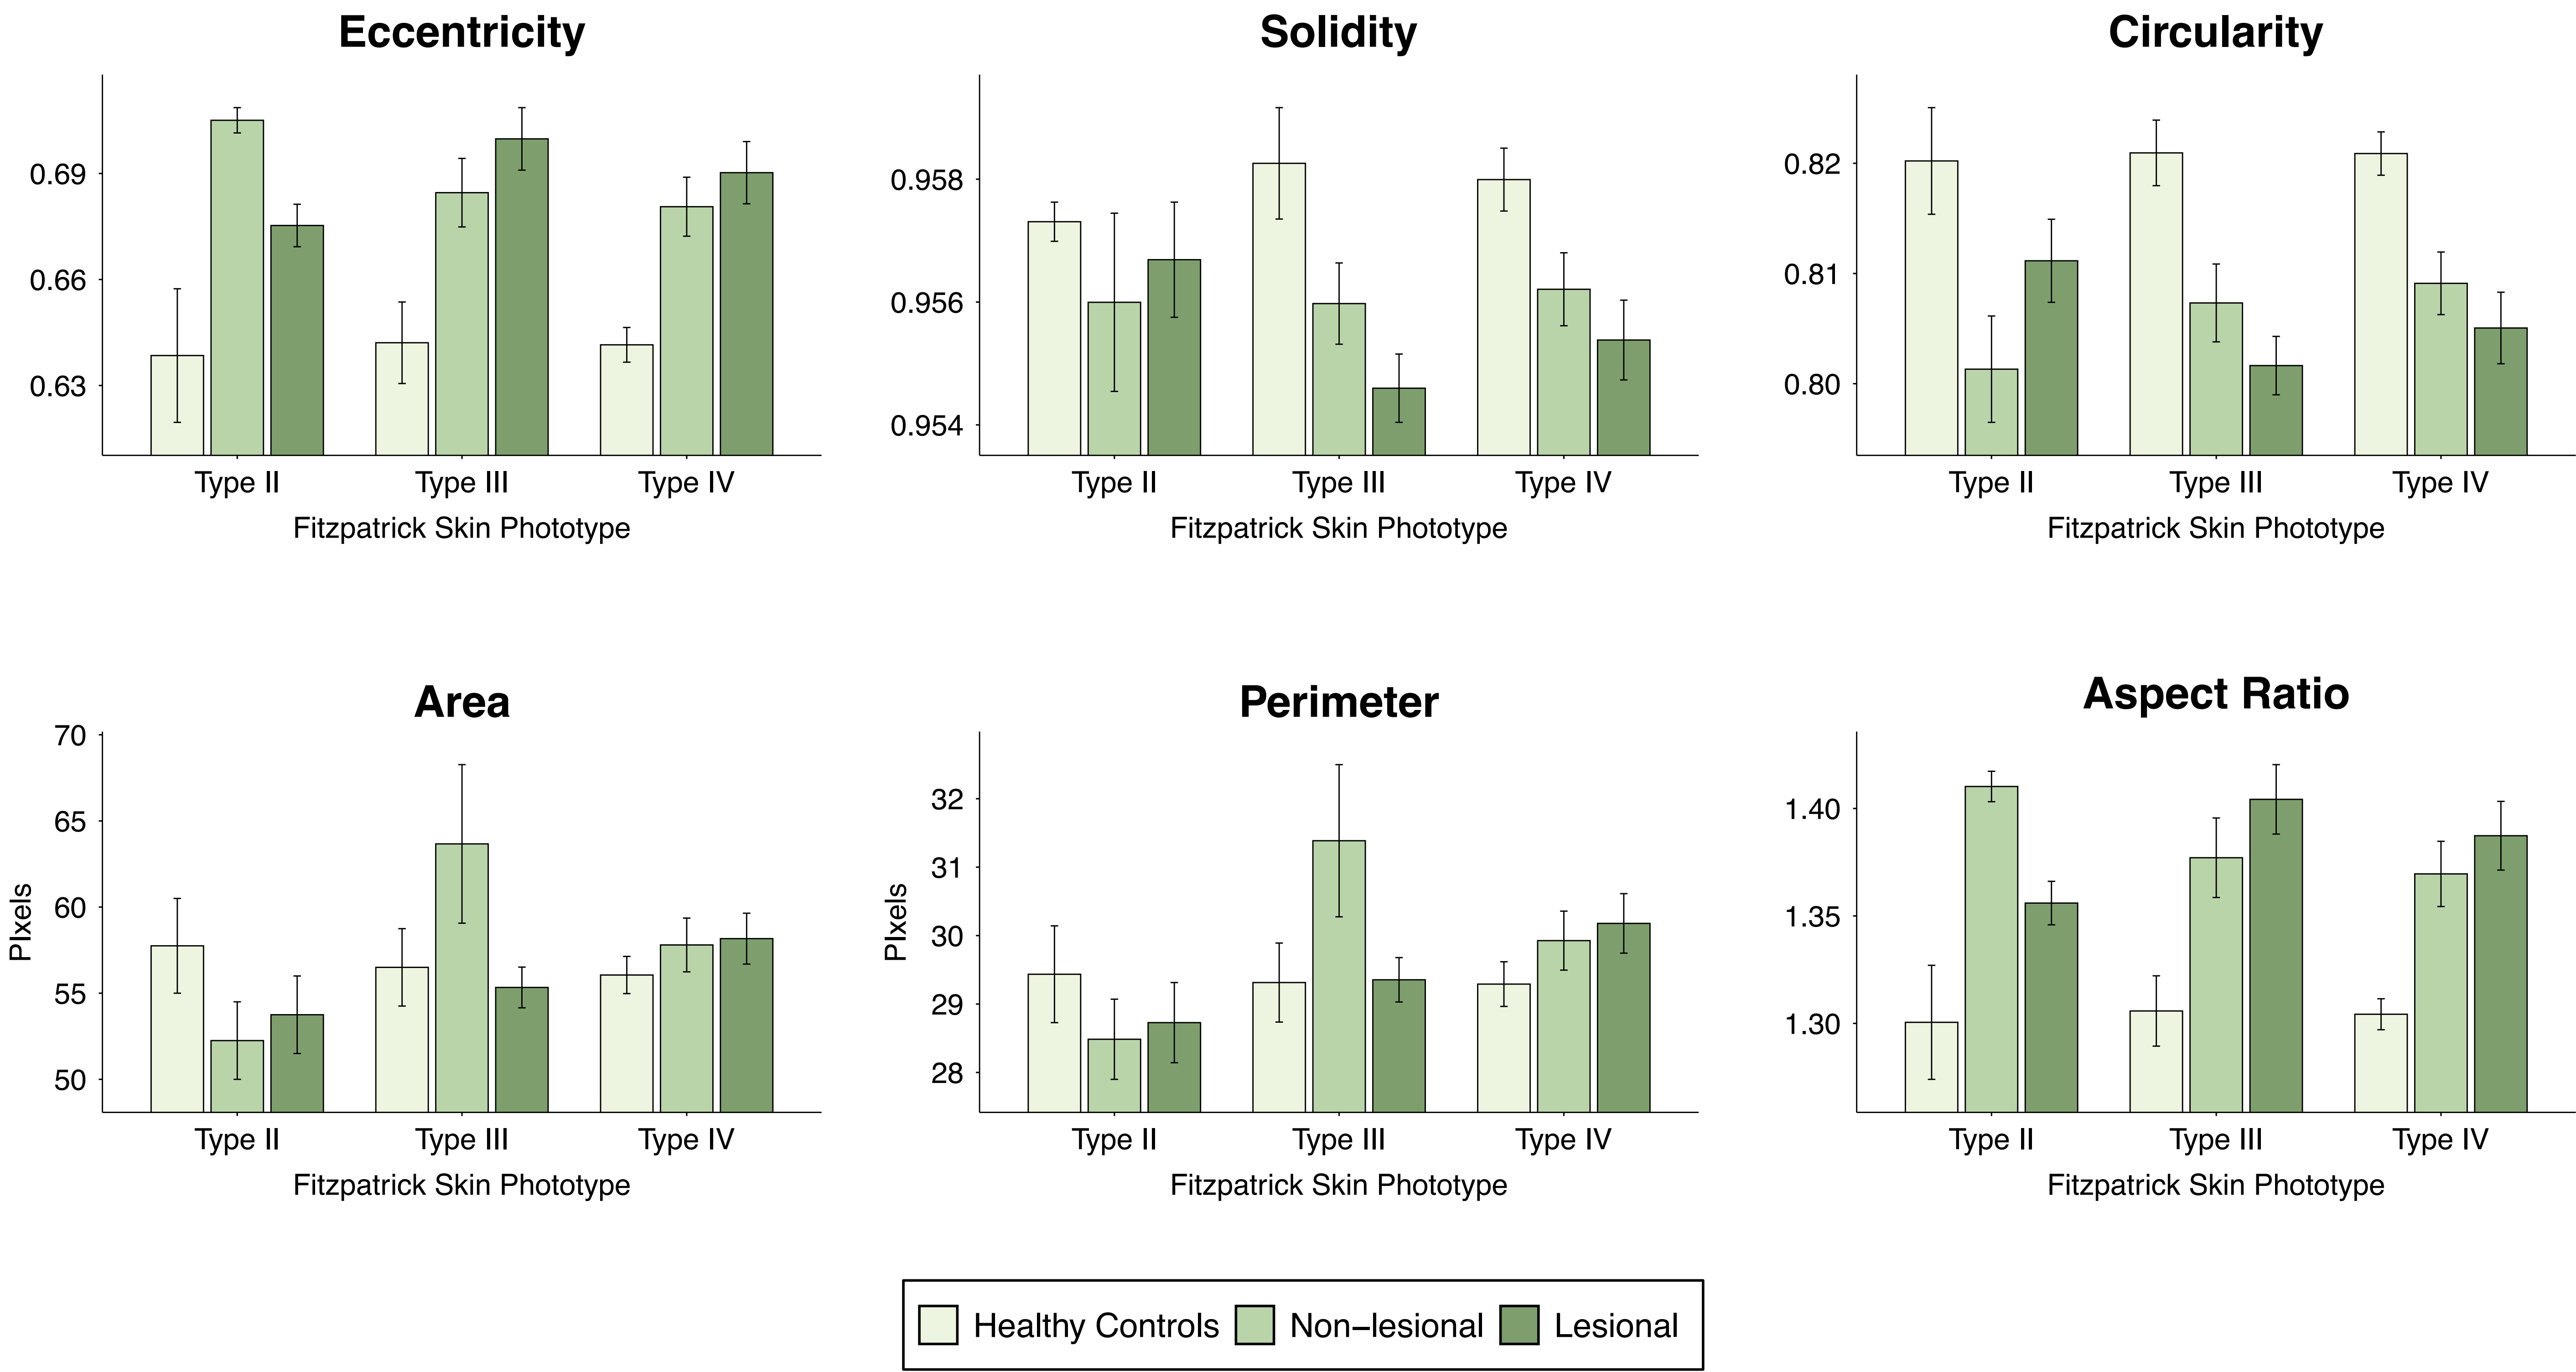 Eccentricity
0.69
0.66
0.63
Type II Type III Type IV
Fitzpatrick Skin Phototype
Solidity
0.958
0.956
0.954
Type II Type III Type IV
Fitzpatrick Skin Phototype
Circularity
0.82
0.81
0.80
Type II Type III Type IV
Fitzpatrick Skin Phototype
Area
PIxels
70
65
60
55
50
Type II Type III Type IV
Fitzpatrick Skin Phototype
Perimeter
PIxels
32
31
30
29
28
Type II Type III Type IV
Fitzpatrick Skin Phototype
Aspect Ratio
1.40
1.35
1.30
Type II Type III Type IV
Fitzpatrick Skin Phototype
Healthy Controls Non−lesional Lesional